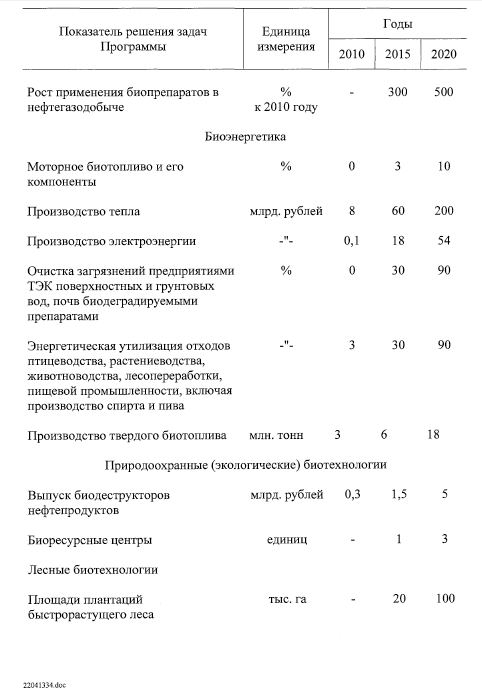 Показатель решения задач Программы Единица измерения Годы
2010 2015 2020
Рост применения биопрепаратов в нефтегазодобыче % к 2010 году - 300 500
Биоэнергетика
Моторное биотопливо и его компоненты % 0 3 10
Производство тепла млрд. рублей 8 60 200
Производство электроэнергии -"- 0,1 18 54
Очистка загрязнений предприятиями ТЭК поверхностных и грунтовых вод, почв биодеградируемыми препаратами % 0 30 90
Энергетическая утилизация отходов птицеводства, растениеводства, животноводства, лесопереработки, пищевой промышленности, включая производство спирта и пива -"- 3 30 90
Производство твердого биотоплива млн. тонн 3 6 18
Природоохранные (экологические) биотехнологии
Выпуск биодеструкторов нефтепродуктов млрд. рублей 0,3 1,5 5
Биоресурсные центры единиц - 1 3
Лесные биотехнологии
Площади плантаций быстрорастущего леса тыс. га - 20 100
22041334.doc